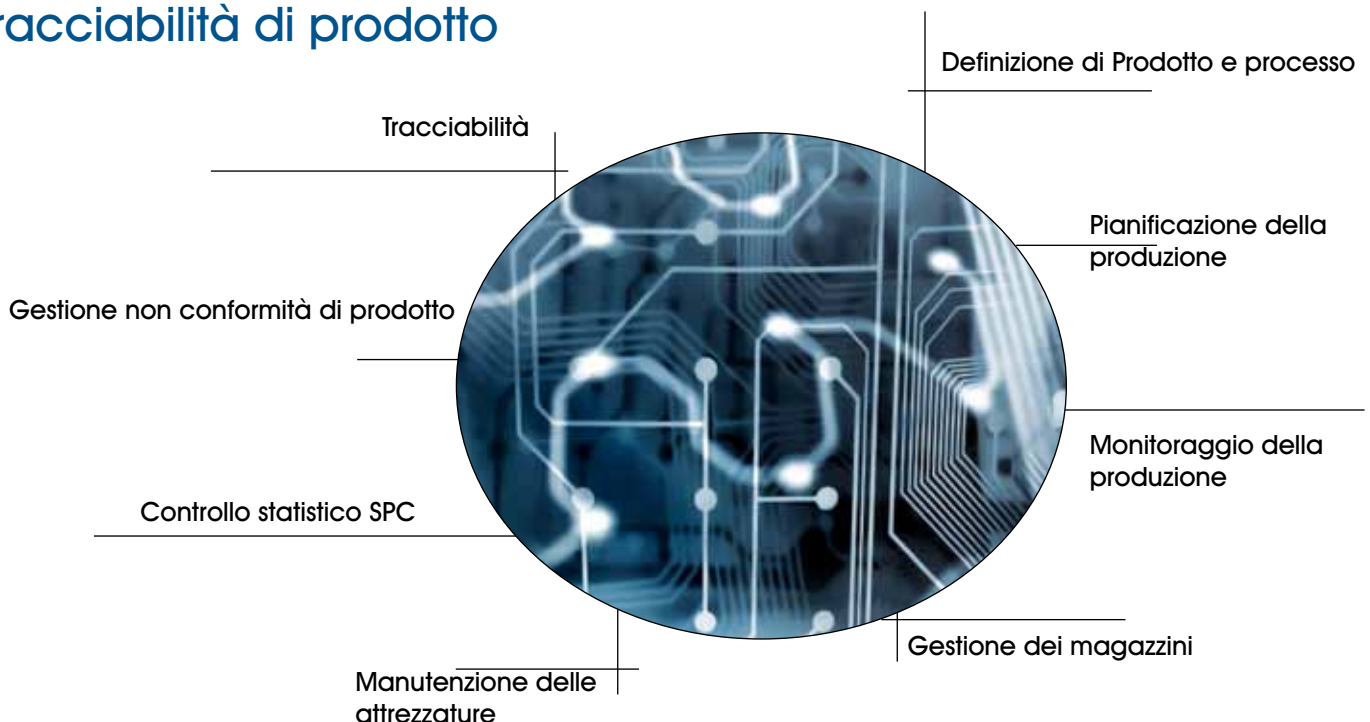 racciabilità di prodotto
Definizione di Prodotto e processo
Tracciabilità
Pianificazione della
produzione
Gestione non conformità di prodotto
Monitoraggio della
produzione
Controllo statistico SPC
Gestione dei magazzini
Manutenzione delle
attrezzature